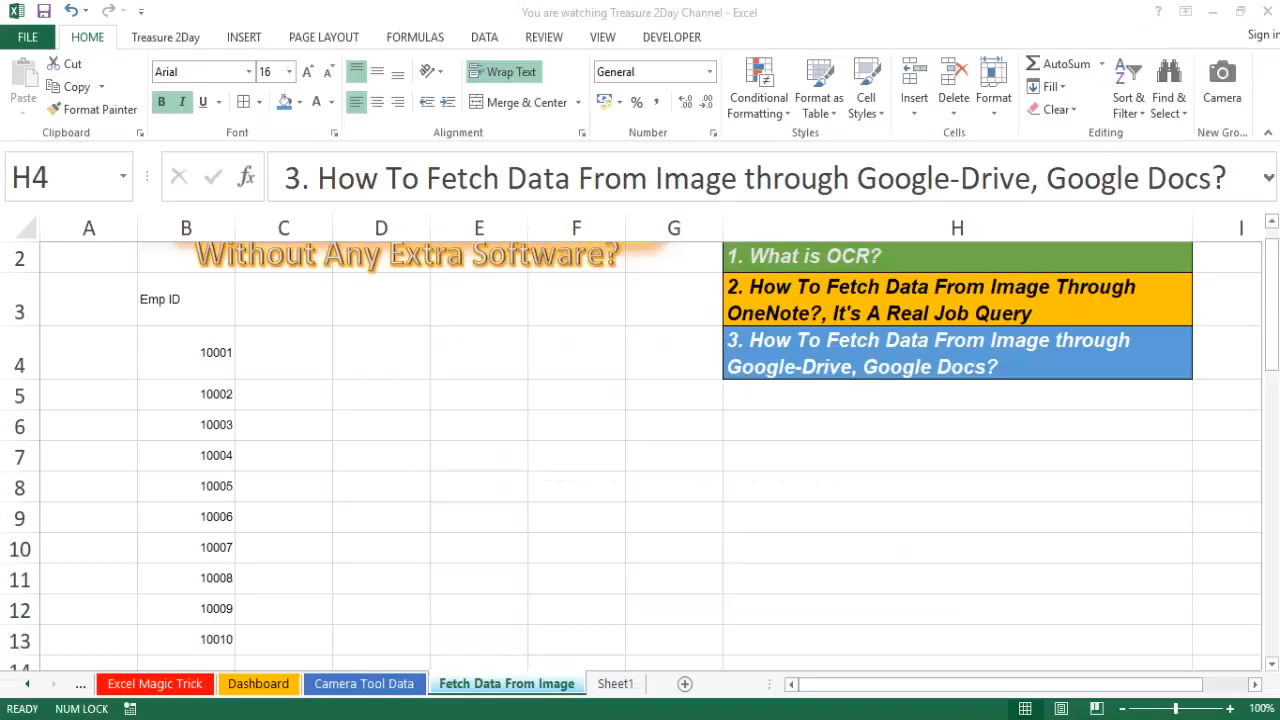 You are watching Treasure 2Day Channel - Excel
?
Sign in
FILE HOME Treasure 2Day INSERT PAGE LAYOUT FORMULAS DATA REVIEW VIEW DEVELOPER
Paste
Cut
Copy
Format Painter
Clipboard
Arial 16
B I U A
Font
Wrap Text
Merge & Center
Alignment
General
% ,
Number
Conditional Formatting
Format as Table
Cell Styles
Styles
Insert
Delete
Format
Cells
AutoSum
Fill
Clear
Sort & Filter
Find & Select
Editing
Camera
New Gro...
H4
fx
3. How To Fetch Data From Image through Google-Drive, Google Docs?
A B C D E F G H I
2
Without Any Extra Software?
1. What is OCR?
3
Emp ID
2. How To Fetch Data From Image Through
OneNote?, It's A Real Job Query
4
10001
3. How To Fetch Data From Image through
Google-Drive, Google Docs?
5 10002
6 10003
7 10004
8 10005
9 10006
10 10007
11 10008
12 10009
13 10010
14
... Excel Magic Trick Dashboard Camera Tool Data Fetch Data From Image Sheet1
READY NUM LOCK 100%